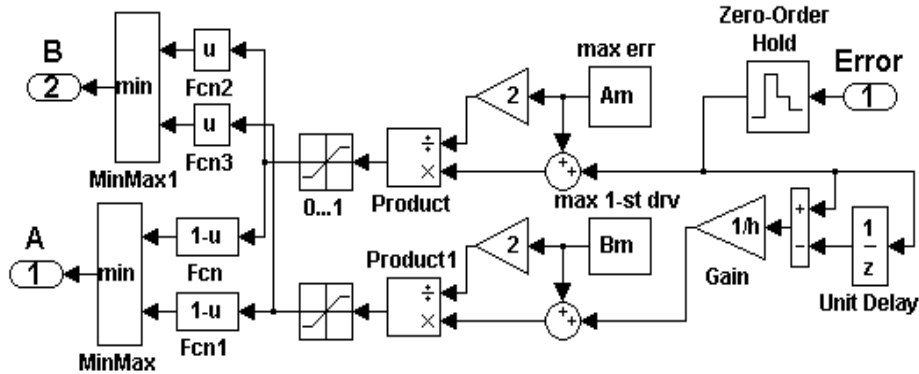 Zero-Order
Hold
B
2
min
MinMax1
u
Fcn2
u
Fcn3
0...1
÷
×
Product
2
max err
Am
+
+
Error
1
max 1-st drv
A
1
min
MinMax
1-u
Fcn
1-u
Fcn1
Product1
÷
×
2
Bm
+
+
1/h
Gain
+
−
1
z
Unit Delay